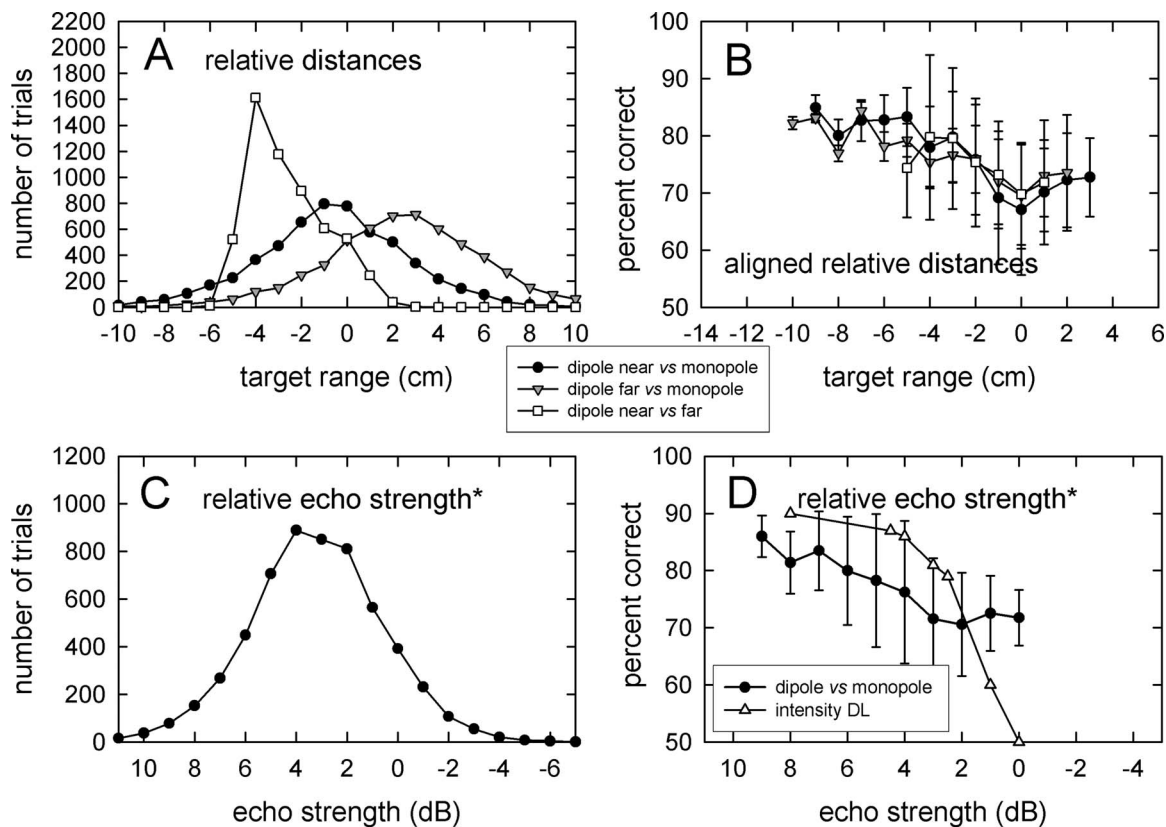 2200
2000
1800
1600
1400
1200
1000
800
600
400
200
0
number of trials
A relative distances
-10 -8 -6 -4 -2 0 2 4 6 8 10
target range (cm)
100
90
80
70
60
50
percent correct
B
aligned relative distances
-14 -12 -10 -8 -6 -4 -2 0 2 4 6
target range (cm)
dipole near vs monopole
dipole far vs monopole
dipole near vs far
1200
1000
800
600
400
200
0
number of trials
C relative echo strength*
10 8 6 4 2 0 -2 -4 -6
echo strength (dB)
100
90
80
70
60
50
percent correct
D relative echo strength*
dipole vs monopole
intensity DL
10 8 6 4 2 0 -2 -4
echo strength (dB)